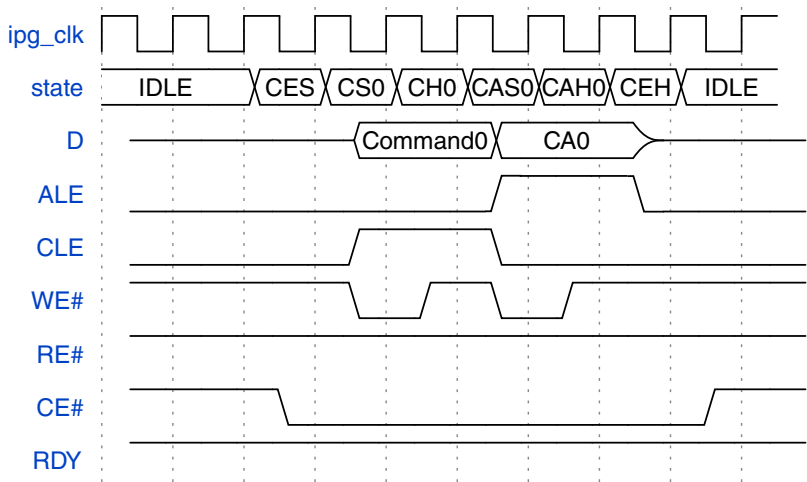 ipg_clk
state IDLE CES CS0 CH0 CAS0 CAH0 CEH IDLE
D Command0 CA0
ALE
CLE
WE#
RE#
CE#
RDY